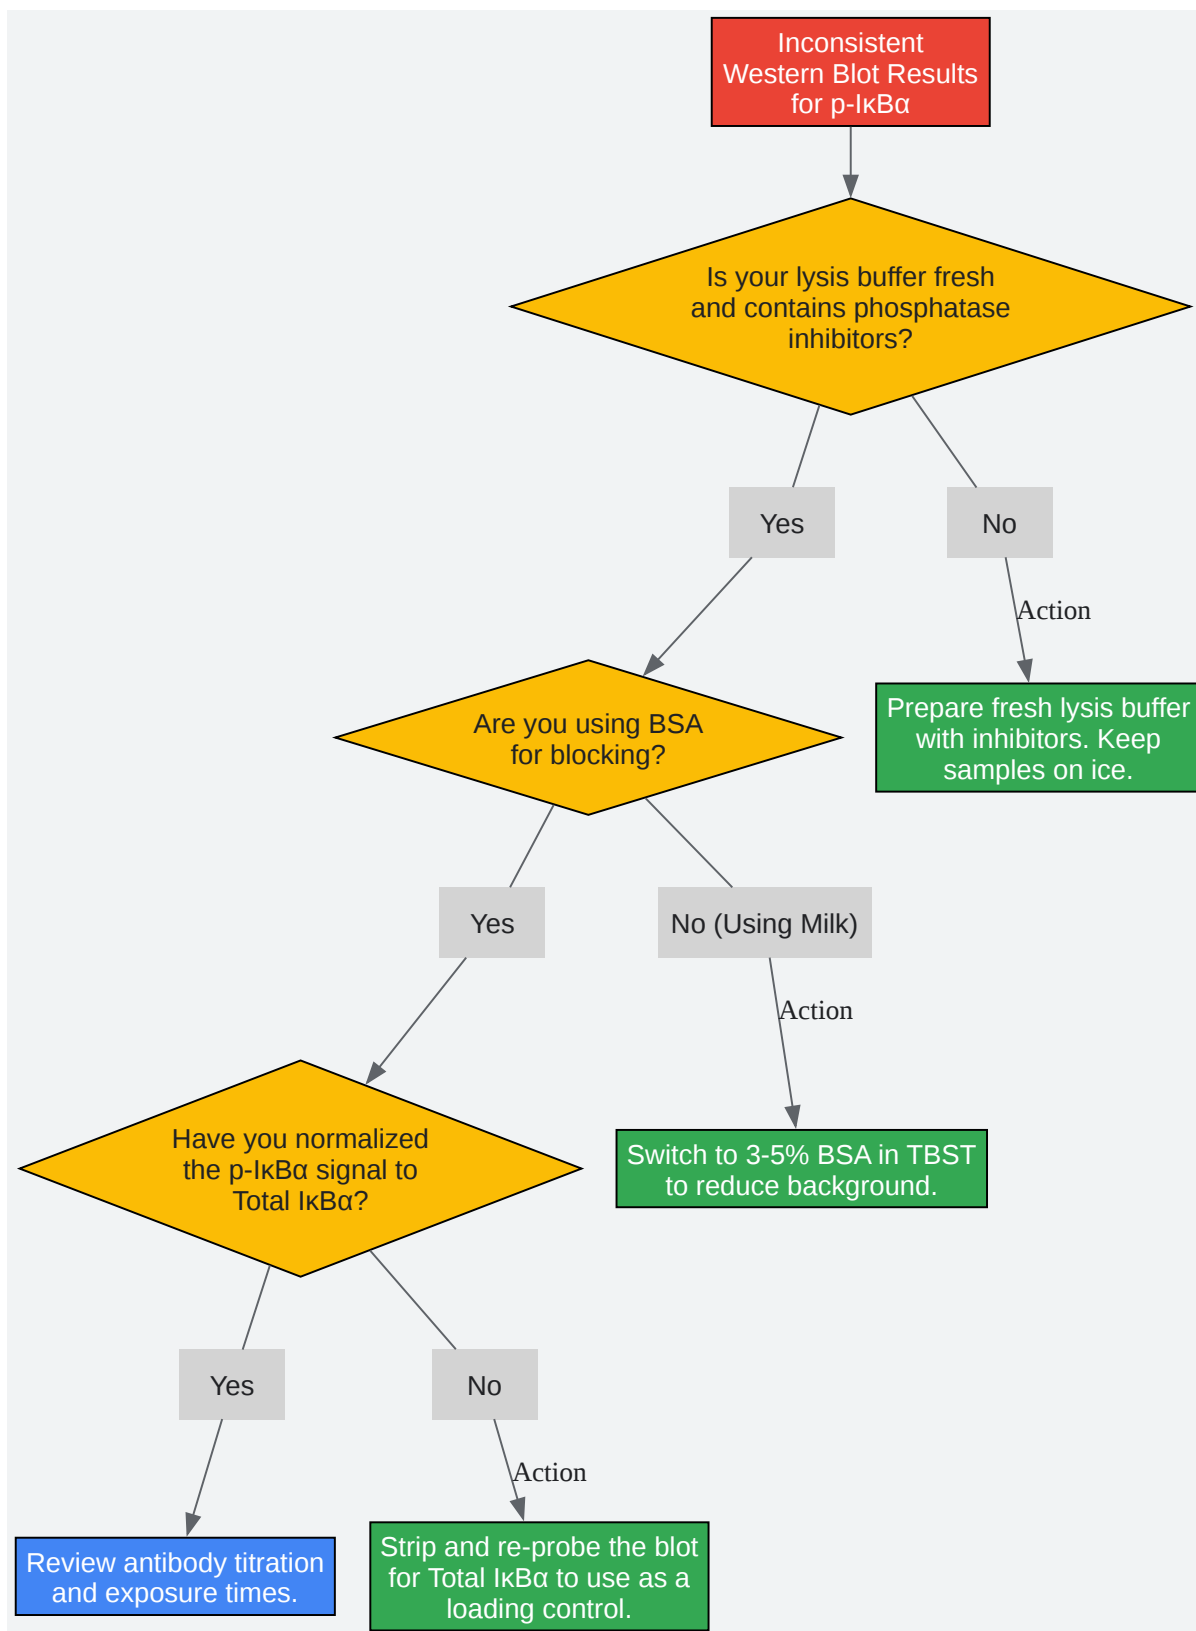 Inconsistent
Western Blot Results
for p-IκBα
Is your lysis buffer fresh
and contains phosphatase
inhibitors?
Yes
No
Action
Prepare fresh lysis buffer
with inhibitors. Keep
samples on ice.
Are you using BSA
for blocking?
Yes
No (Using Milk)
Action
Switch to 3-5% BSA in TBST
to reduce background.
Have you normalized
the p-IκBα signal to
Total IκBα?
Yes
No
Action
Review antibody titration
and exposure times.
Strip and re-probe the blot
for Total IκBα to use as a
loading control.